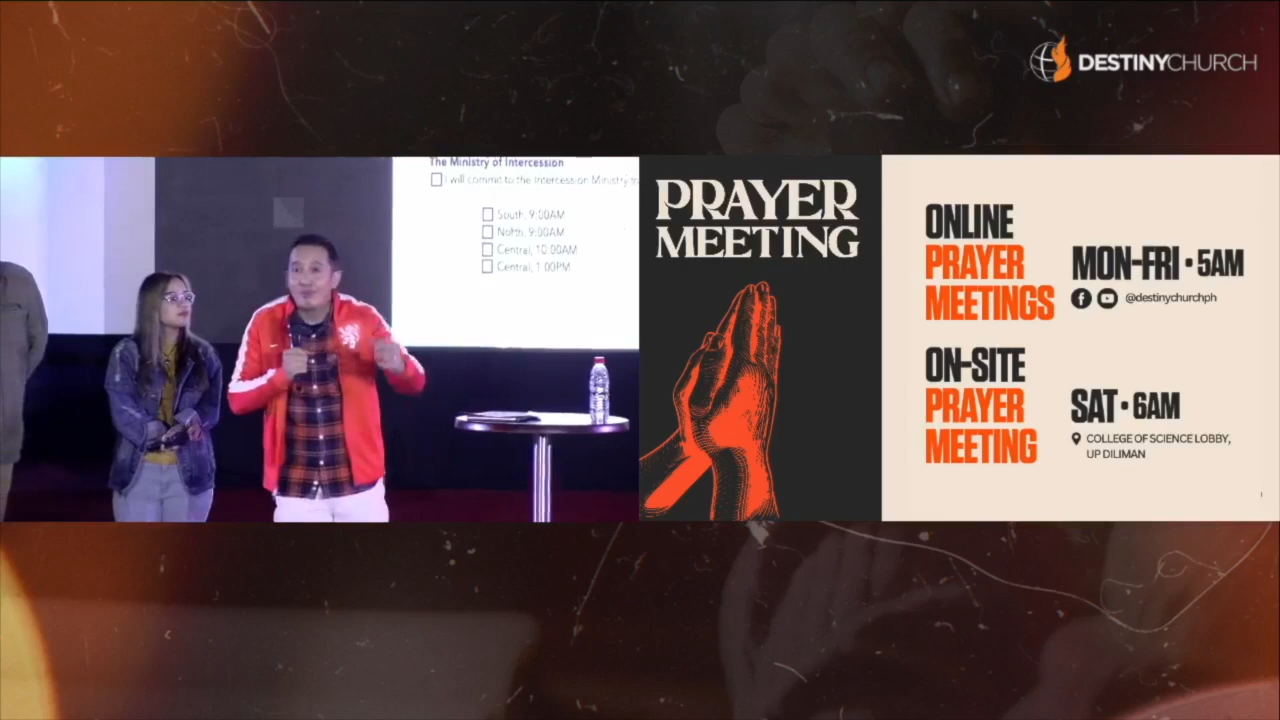 DESTINYCHURCH
The Ministry of Intercession
I will commit to the Intercession Ministry
South, 9:00AM
North, 9:00AM
Central, 10:00AM
Central, 1:00PM
PRAYER
MEETING
ONLINE
PRAYER
MEETINGS
MON-FRI • 5AM
@destinychurchph
ON-SITE
PRAYER
MEETING
SAT • 6AM
COLLEGE OF SCIENCE LOBBY,
UP DILIMAN